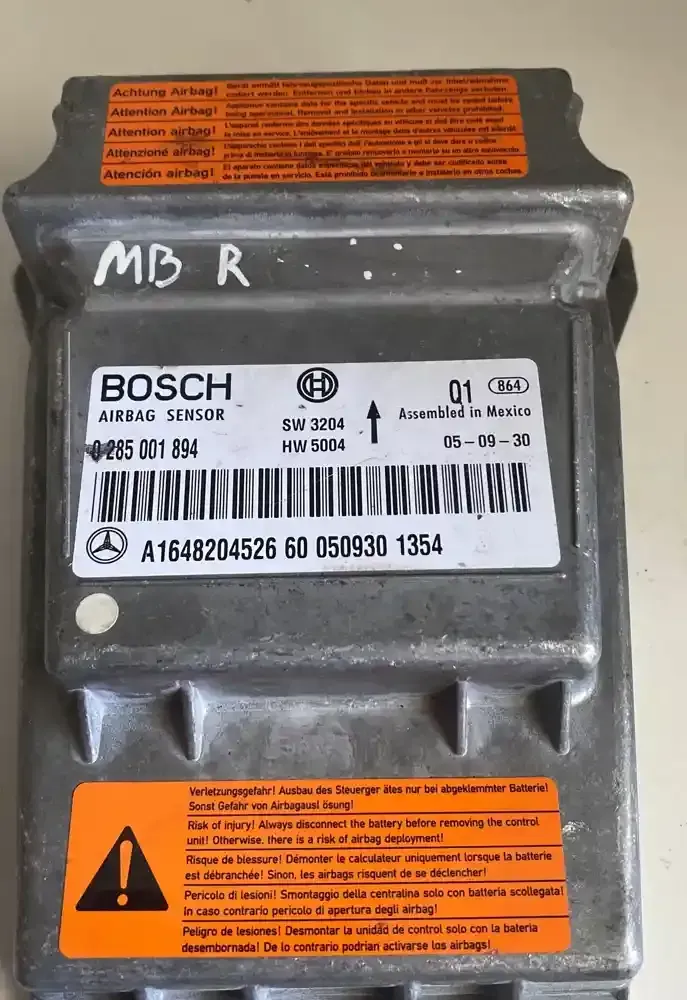 Achtung Airbag!
Attention Airbag!
Attention airbag!
Attenzione airbag!
Atención airbag!
MB R
BOSCH
AIRBAG SENSOR
0 285 001 894
SW 3204
HW 5004
Q1 864
Assembled in Mexico
05-09-30
A1648204526 60 050930 1354
Verletzungsgefahr! Ausbau des Steuerger ätes nur bei abgeklemmter Batterie!
Sonst Gefahr von Airbagausl ösung!
Risk of injury! Always disconnect the battery before removing the control
unit! Otherwise, there is a risk of airbag deployment!
Risque de blessure! Démonter le calculateur uniquement lorsque la batterie
est débranchée! Sinon, les airbags risquent de se déclencher!
Pericolo di lesioni! Smontaggio della centralina solo con batteria scollegata!
In caso contrario pericolo di apertura degli airbag!
Peligro de lesiones! Desmontar la unidad de control solo con la bateria
desembornada! De lo contrario podrian activarse los airbags!